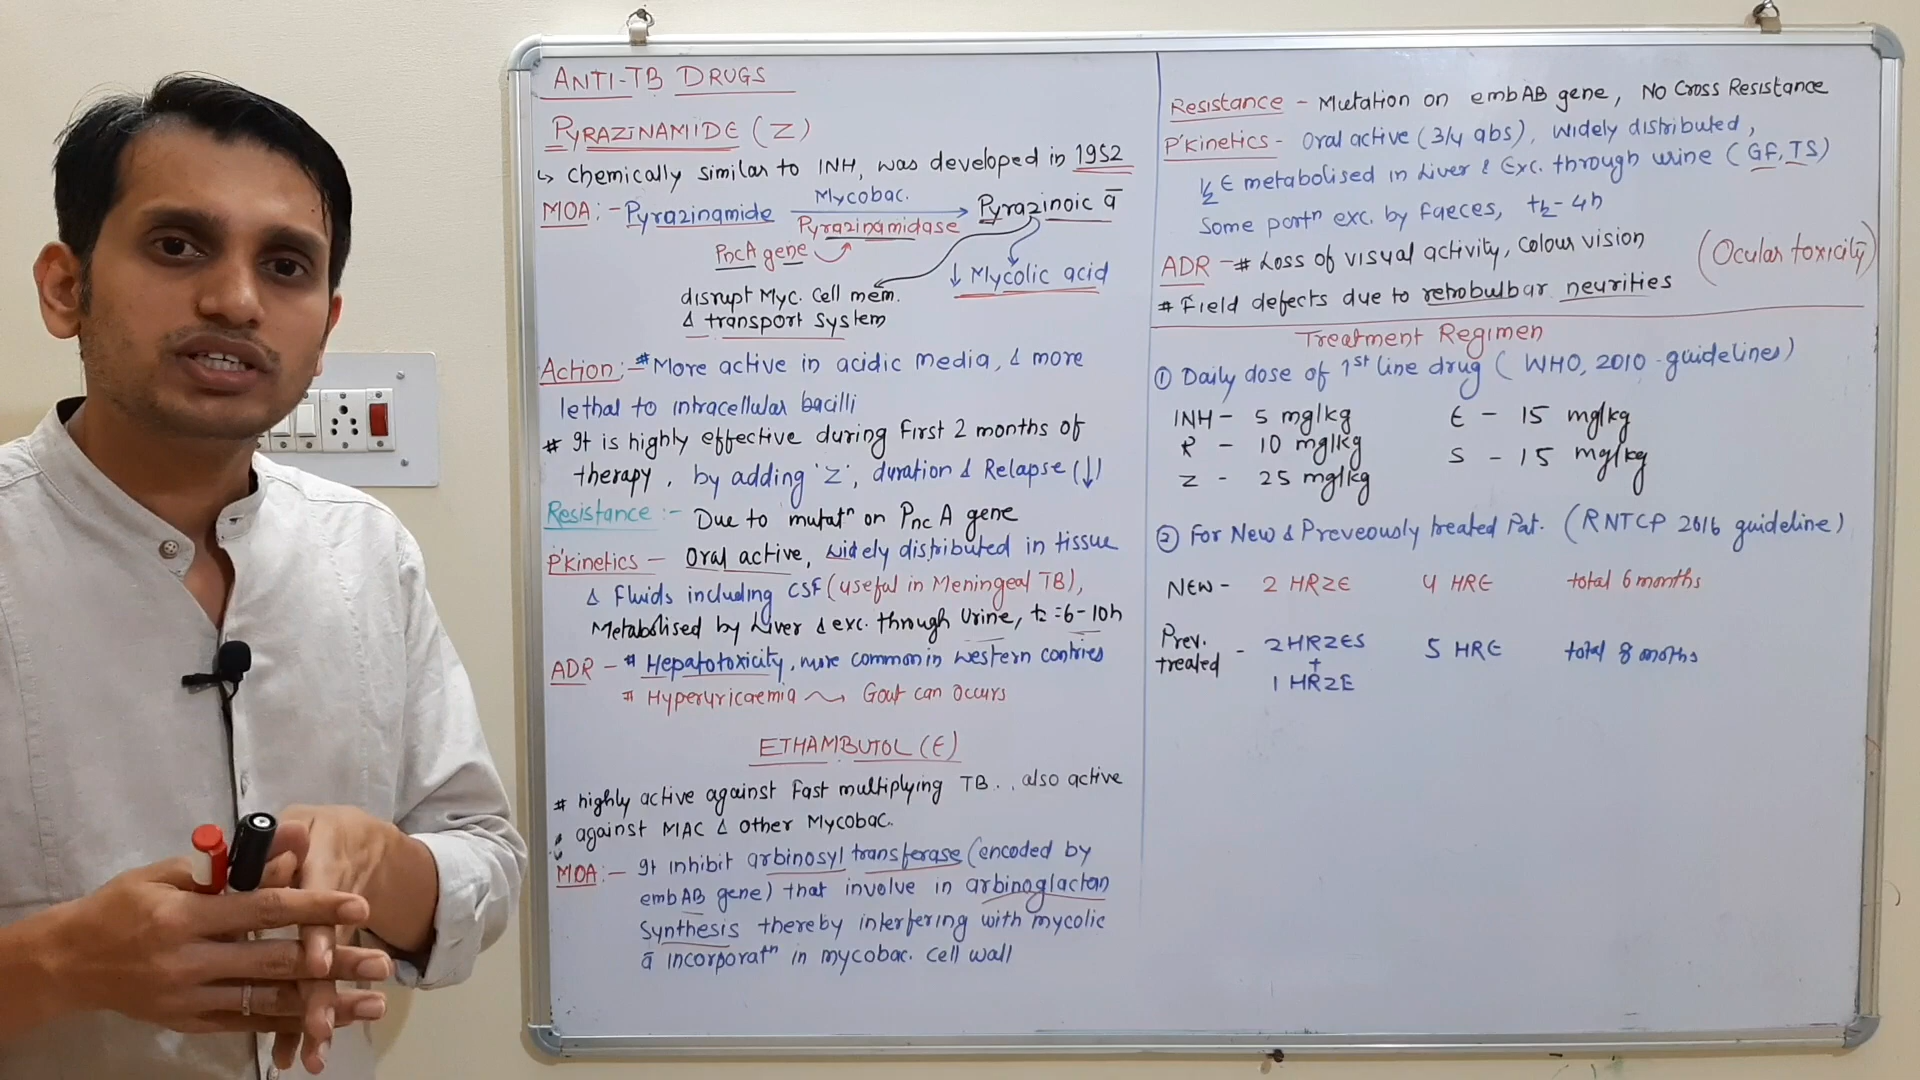 ANTI-TB DRUGS
PYRAZINAMIDE (Z)
↳ chemically similar to INH, was developed in 1952
MOA:- Pyrazinamide Mycobac. → Pyrazinoic ā
Pyrazinamidase
PncA gene
↓ Mycolic acid
disrupt Myc. Cell mem.
& transport System
Action:- # More active in acidic media, & more
lethal to intracellular bacilli
# It is highly effective during First 2 months of
therapy, by adding 'Z', duration & Relapse (↓)
Resistance:- Due to mutatⁿ on PncA gene
P'kinetics - Oral active, widely distributed in tissue
& Fluids including CSF (useful in Meningeal TB),
Metabolised by Liver & exc. through Urine, t½ = 6-10h
ADR - # Hepatotoxicity, more common in western contries
# Hyperuricaemia → Gout can occurs
ETHAMBUTOL (E)
# highly active against Fast multiplying TB.. also active
against MAC & other Mycobac.
MOA:- It inhibit arbinosyl transferase (encoded by
embAB gene) that involve in arbinoglactan
Synthesis thereby interfering with mycolic
ā incorporatⁿ in mycobac. cell wall
Resistance - Mutation on embAB gene, No Cross Resistance
P'kinetics - Oral active (3/4 abs), widely distributed,
½ E metabolised in Liver & Exc. through urine (GF, TS)
Some portⁿ exc. by faeces, t½ - 4h
ADR - # Loss of visual activity, colour vision (Ocular toxicity)
# Field defects due to retrobulbar neurities
Treatment Regimen
① Daily dose of 1st line drug (WHO, 2010-guidelines)
INH - 5 mg/kg E - 15 mg/kg
R - 10 mg/kg S - 15 mg/kg
Z - 25 mg/kg
② For New & Preveously treated Pat. (RNTCP 2016 guideline)
NEW - 2 HRZE 4 HRE total 6 months
Prev. treated - 2 HRZES + 1 HRZE 5 HRE total 8 moths